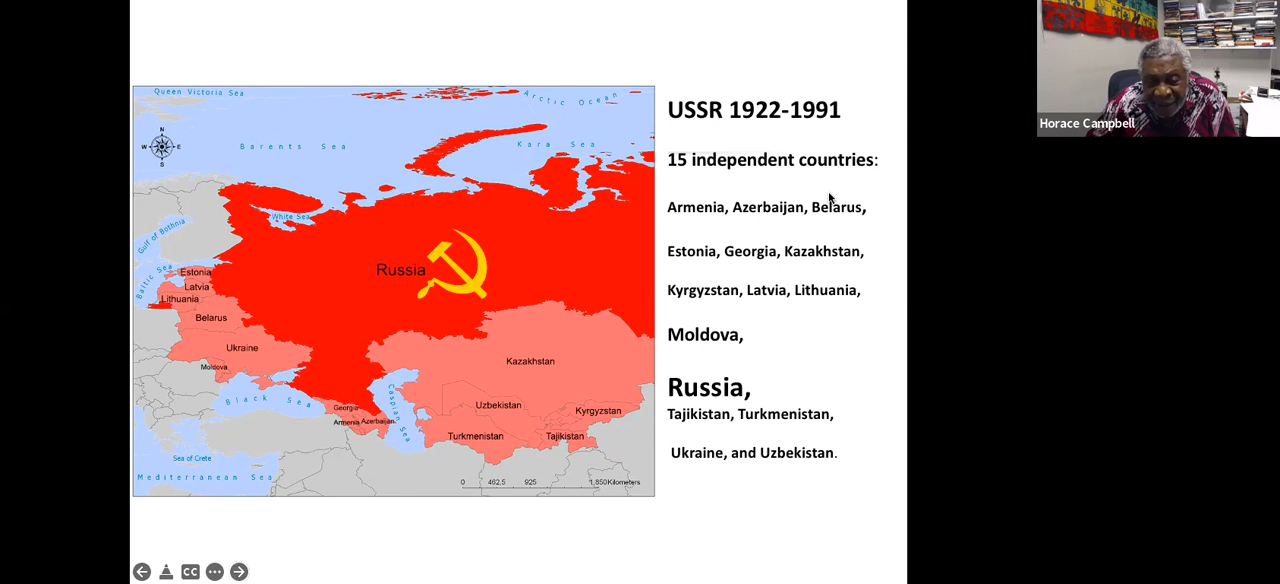 Queen Victoria Sea
Arctic Ocean
N
W E
S
Barents Sea
Kara Sea
White Sea
Gulf of Bothnia
Baltic Sea
Russia
Estonia
Latvia
Lithuania
Belarus
Ukraine
Moldova
Kazakhstan
Black Sea
Caspian Sea
Georgia
Armenia Azerbaijan
Uzbekistan
Kyrgyzstan
Turkmenistan
Tajikistan
Sea of Crete
Mediterranean Sea
0 462.5 925 1,850 Kilometers
USSR 1922-1991
15 independent countries:
Armenia, Azerbaijan, Belarus,
Estonia, Georgia, Kazakhstan,
Kyrgyzstan, Latvia, Lithuania,
Moldova,
Russia,
Tajikistan, Turkmenistan,
Ukraine, and Uzbekistan.
CC
Horace Campbell